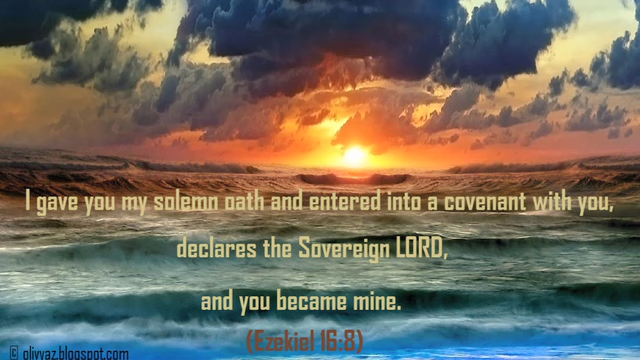 I gave you my solemn oath and entered into a covenant with you,
declares the Sovereign LORD,
and you became mine.
(Ezekiel 16:8)
© olivyaz.blogspot.com